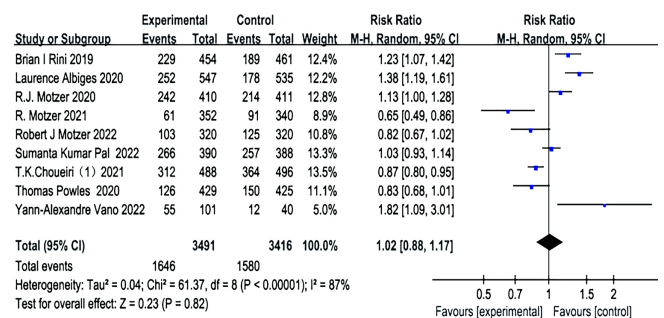 Experimental Control Risk Ratio Risk Ratio
Study or Subgroup Events Total Events Total Weight M-H, Random, 95% CI M-H, Random, 95% CI
Brian I Rini 2019 229 454 189 461 12.4% 1.23 [1.07, 1.42]
Laurence Albiges 2020 252 547 178 535 12.2% 1.38 [1.19, 1.61]
R.J. Motzer 2020 242 410 214 411 12.8% 1.13 [1.00, 1.28]
R. Motzer 2021 61 352 91 340 8.9% 0.65 [0.49, 0.86]
Robert J Motzer 2022 103 320 125 320 10.8% 0.82 [0.67, 1.02]
Sumanta Kumar Pal 2022 266 390 257 388 13.3% 1.03 [0.93, 1.14]
T.K.Choueiri（1）2021 312 488 364 496 13.5% 0.87 [0.80, 0.95]
Thomas Powles 2020 126 429 150 425 11.1% 0.83 [0.68, 1.01]
Yann-Alexandre Vano 2022 55 101 12 40 5.0% 1.82 [1.09, 3.01]
Total (95% CI) 3491 3416 100.0% 1.02 [0.88, 1.17]
Total events 1646 1580
Heterogeneity: Tau² = 0.04; Chi² = 61.37, df = 8 (P < 0.00001); I² = 87%
Test for overall effect: Z = 0.23 (P = 0.82)
0.5 0.7 1 1.5 2
Favours [experimental] Favours [control]